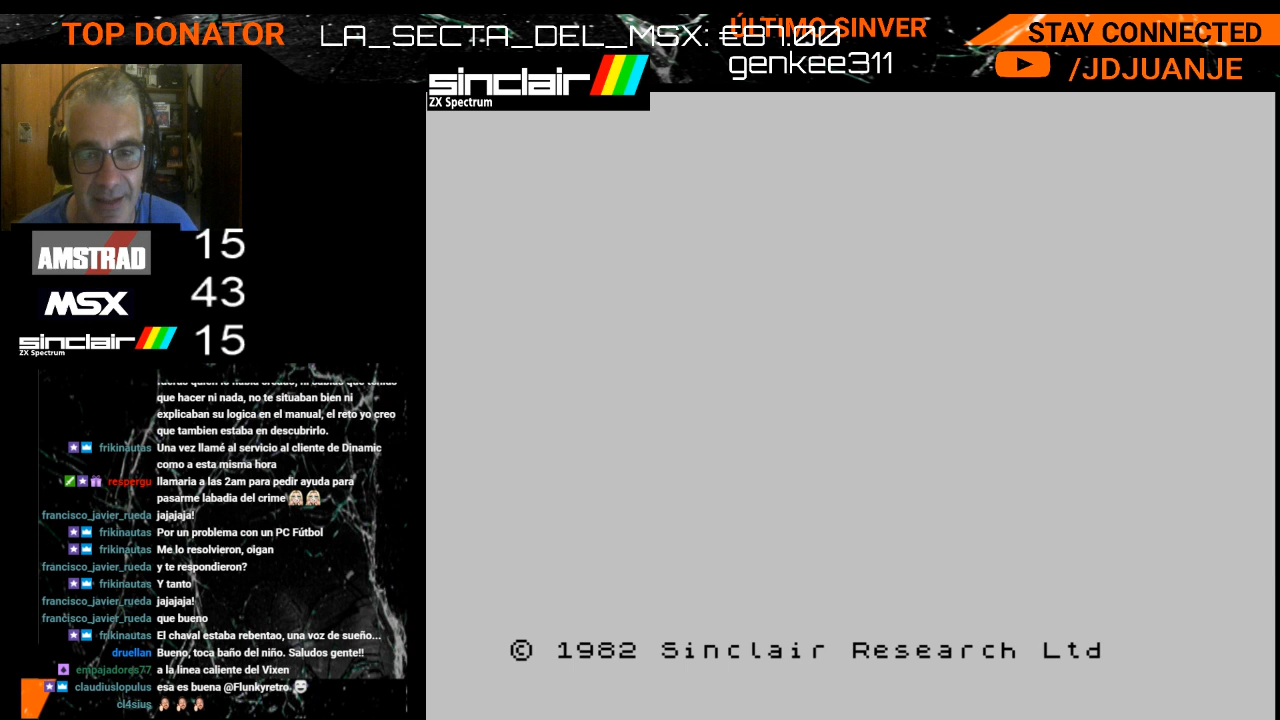 TOP DONATOR
LA_SECTA_DEL_MSX: €87.00
ÚLTIMO SINVER
genkee311
STAY CONNECTED
/JDJUANJE
sinclair
ZX Spectrum
AMSTRAD 15
MSX 43
sinclair 15
ZX Spectrum
que hacer ni nada, no te situaban bien ni
explicaban su logica en el manual, el reto yo creo
que tambien estaba en descubrirlo.
frikinautas Una vez llamé al servicio al cliente de Dinamic
como a esta misma hora
respergu llamaria a las 2am para pedir ayuda para
pasarme labadia del crime
francisco_javier_rueda jajajaja!
frikinautas Por un problema con un PC Fútbol
frikinautas Me lo resolvieron, oigan
francisco_javier_rueda y te respondieron?
frikinautas Y tanto
francisco_javier_rueda jajajaja!
francisco_javier_rueda que bueno
frikinautas El chaval estaba rebentao, una voz de sueño...
druellan Bueno, toca baño del niño. Saludos gente!!
empajadores77 a la linea caliente del Vixen
claudiuslopulus esa es buena @Flunkyretro
cl4sius
© 1982 Sinclair Research Ltd